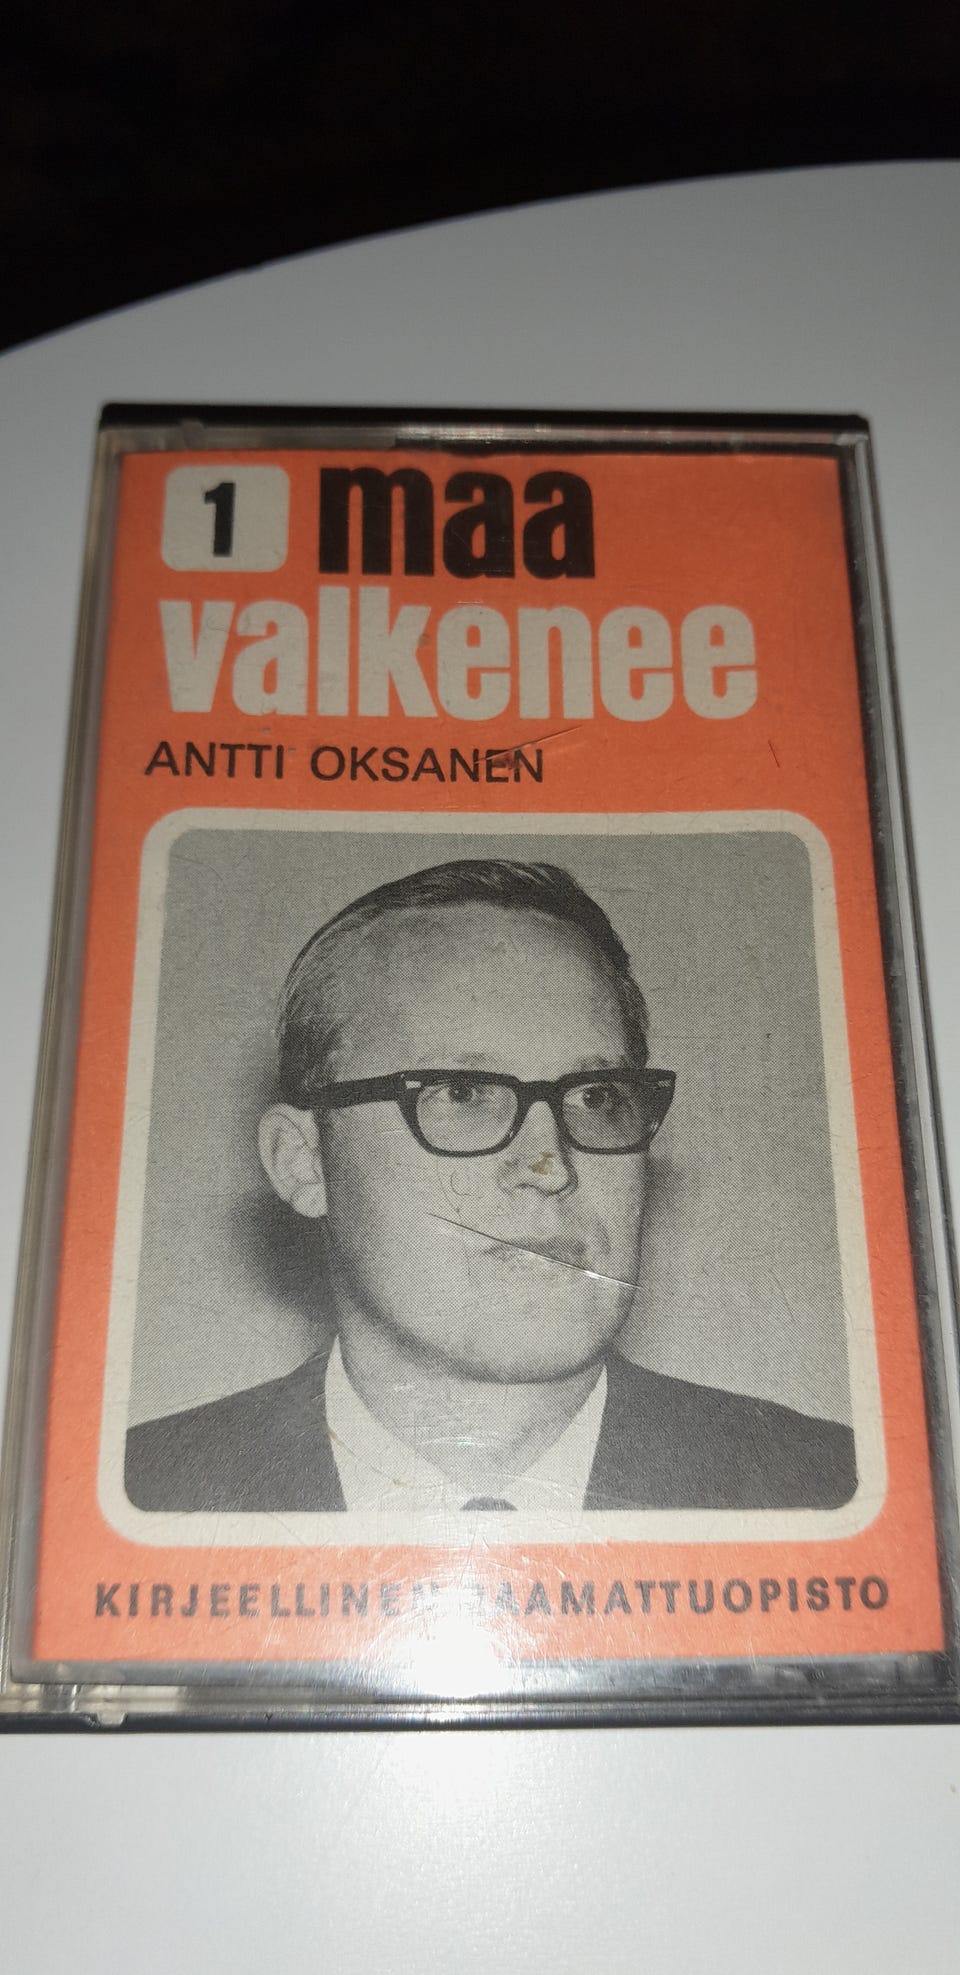 1 maa
valkenee
ANTTI OKSANEN
KIRJEELLINEN RAAMATTUOPISTO